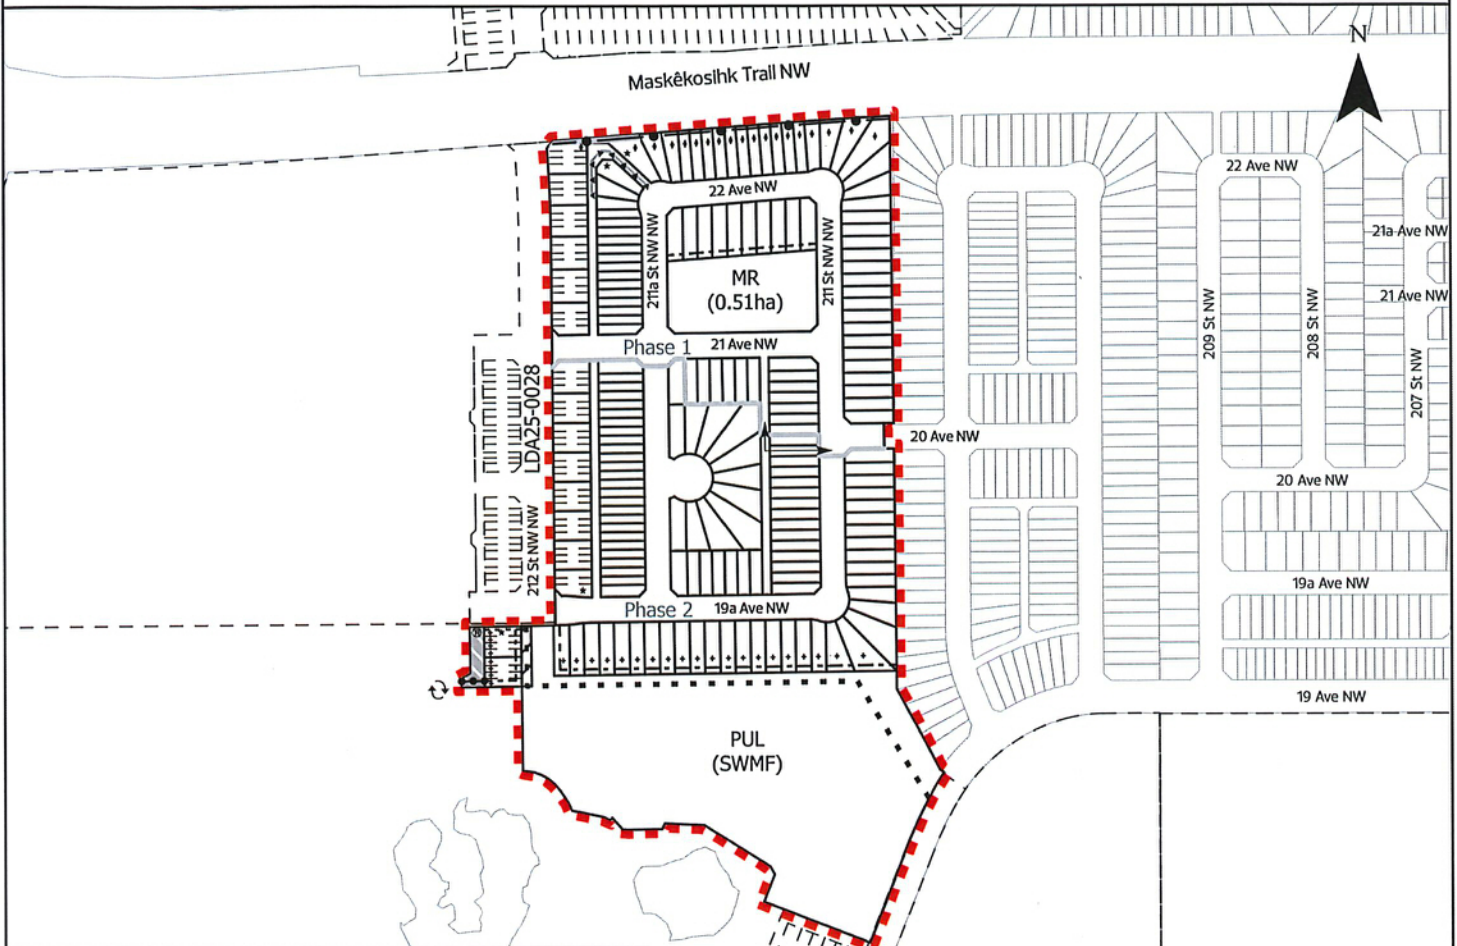 N
Maskêkosihk Trail NW
22 Ave NW
22 Ave NW
211a St NW NW
211 St NW NW
MR
(0.51ha)
21a Ave NW
21 Ave NW
209 St NW
208 St NW
207 St NW
Phase 1
21 Ave NW
LDA25-0028
20 Ave NW
20 Ave NW
212 St NW NW
19a Ave NW
Phase 2
19a Ave NW
19 Ave NW
PUL
(SWMF)